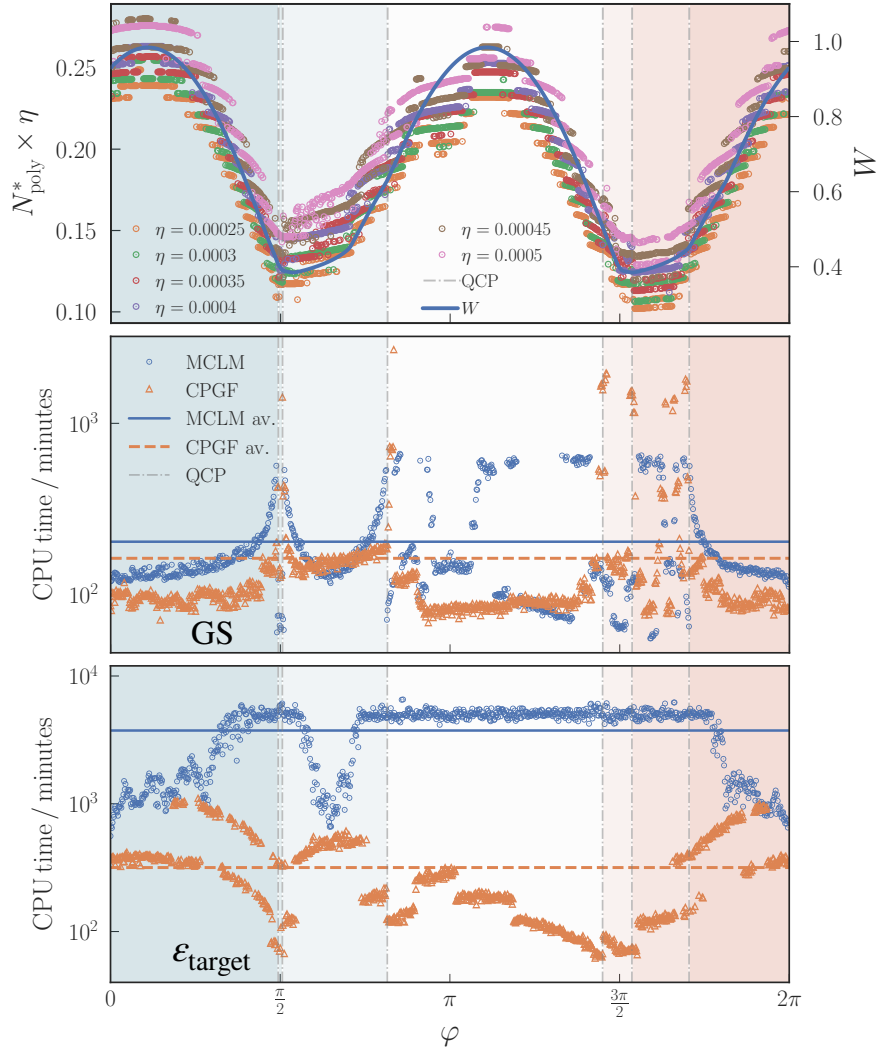 0.25
0.20
0.15
0.10
N*poly × η
1.0
0.8
0.6
0.4
W
η = 0.00025
η = 0.0003
η = 0.00035
η = 0.0004
η = 0.00045
η = 0.0005
QCP
W
MCLM
CPGF
MCLM av.
CPGF av.
QCP
10³
10²
CPU time / minutes
GS
10⁴
10³
10²
CPU time / minutes
εtarget
0
π/2
π
3π/2
2π
φ